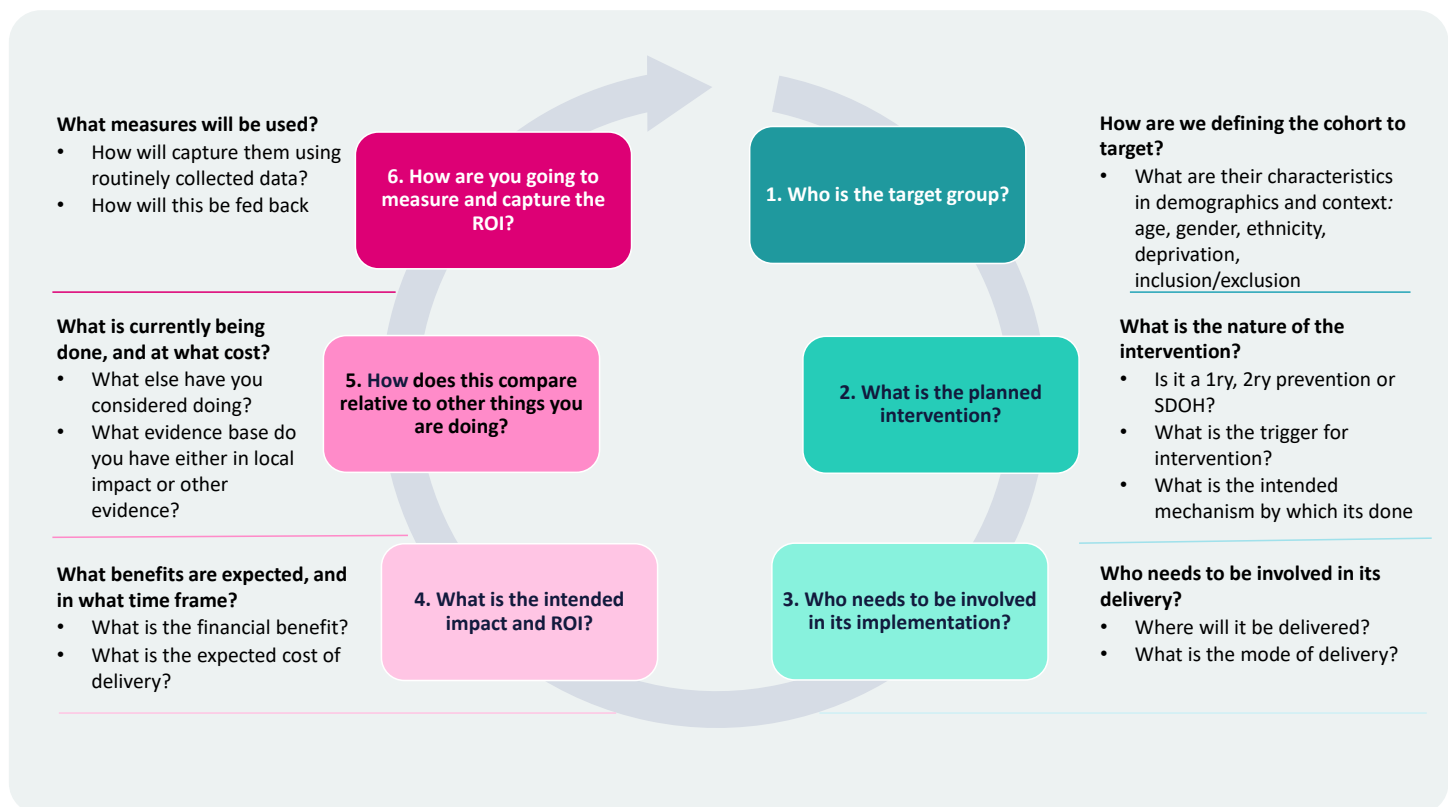 1. Who is the target group?
How are we defining the cohort to
target?
• What are their characteristics
in demographics and context:
age, gender, ethnicity,
deprivation,
inclusion/exclusion
2. What is the planned
intervention?
What is the nature of the
intervention?
• Is it a 1ry, 2ry prevention or
SDOH?
• What is the trigger for
intervention?
• What is the intended
mechanism by which its done
3. Who needs to be involved
in its implementation?
Who needs to be involved in its
delivery?
• Where will it be delivered?
• What is the mode of delivery?
4. What is the intended
impact and ROI?
What benefits are expected, and
in what time frame?
• What is the financial benefit?
• What is the expected cost of
delivery?
5. How does this compare
relative to other things you
are doing?
What is currently being
done, and at what cost?
• What else have you
considered doing?
• What evidence base do
you have either in local
impact or other
evidence?
6. How are you going to
measure and capture the
ROI?
What measures will be used?
• How will capture them using
routinely collected data?
• How will this be fed back